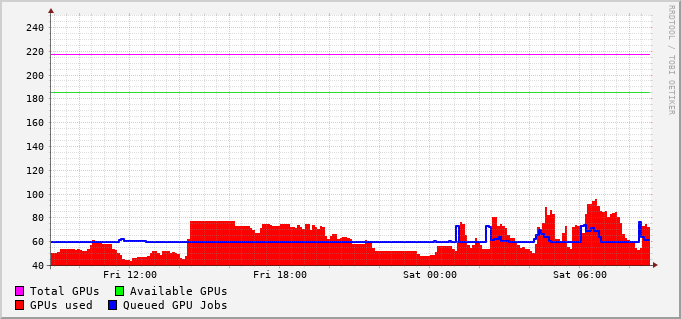 RRDTOOL / TOBI OETIKER
240
220
200
180
160
140
120
100
80
60
40
Fri 12:00 Fri 18:00 Sat 00:00 Sat 06:00
Total GPUs Available GPUs
GPUs used Queued GPU Jobs